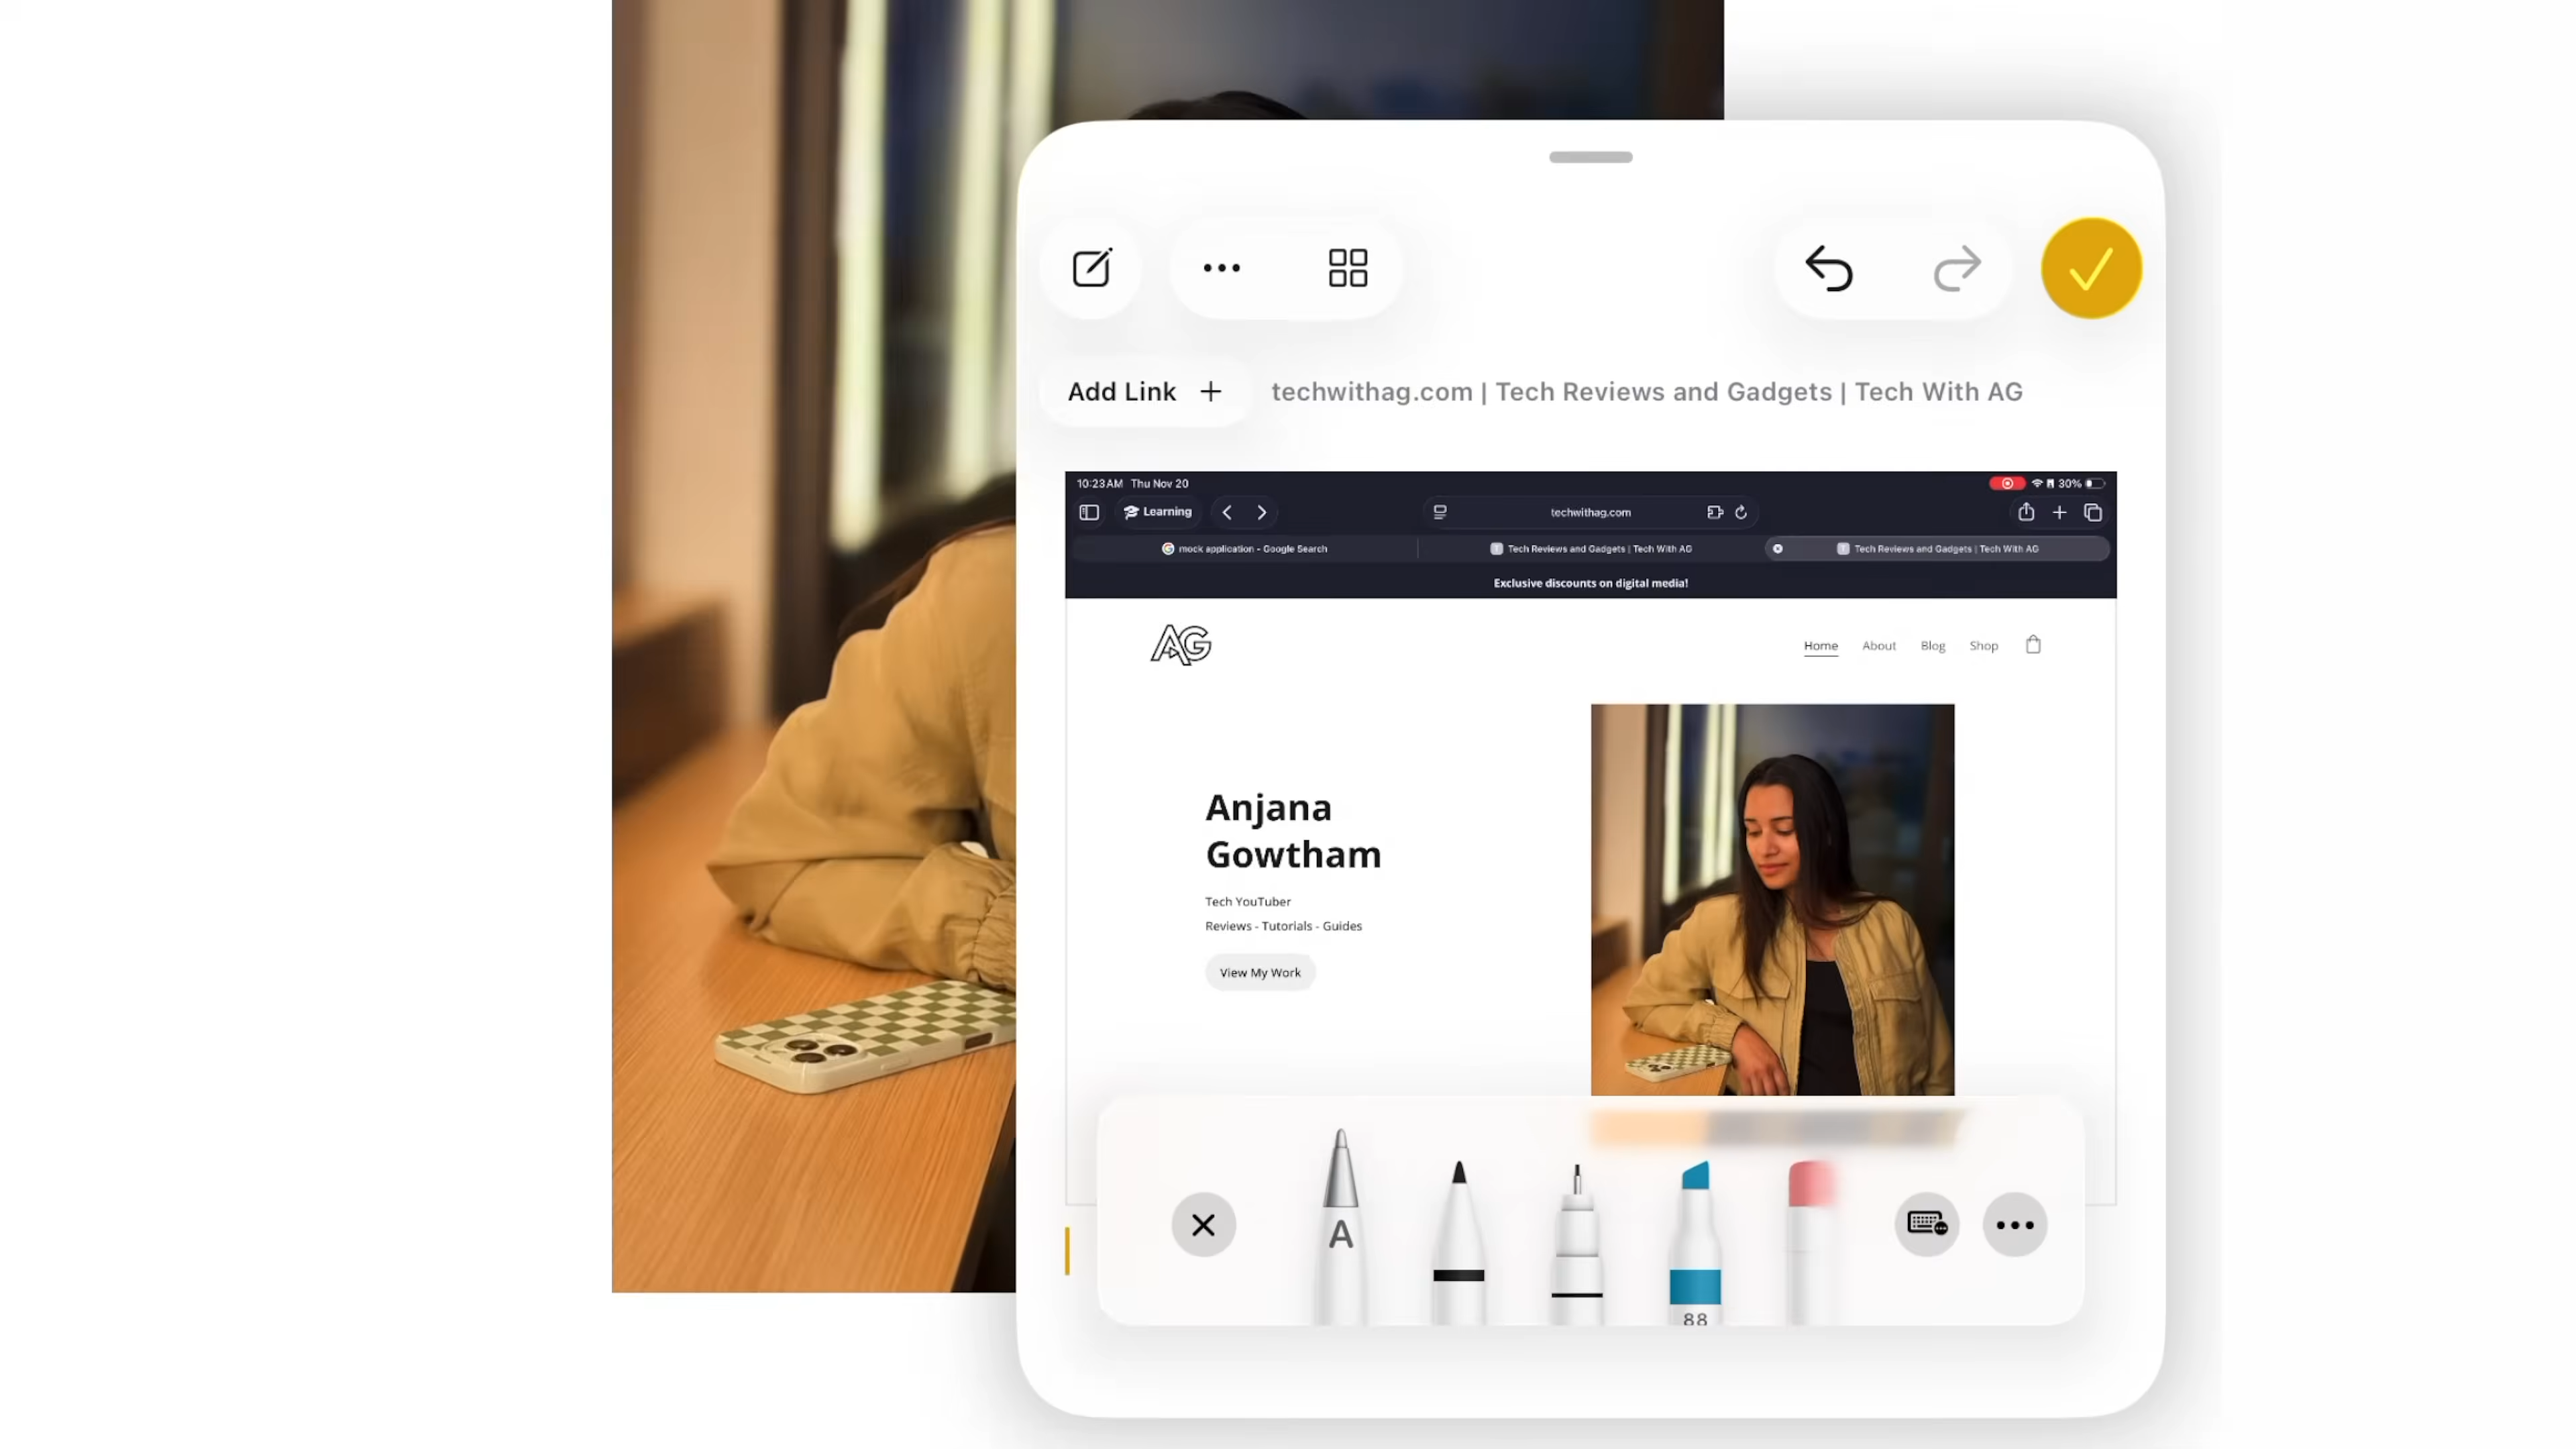 Add Link + techwithag.com | Tech Reviews and Gadgets | Tech With AG
10:23 AM Thu Nov 20
30%
Learning
techwithag.com
mock application - Google Search
Tech Reviews and Gadgets | Tech With AG
Tech Reviews and Gadgets | Tech With AG
Exclusive discounts on digital media!
AG
Home About Blog Shop
Anjana
Gowtham
Tech YouTuber
Reviews - Tutorials - Guides
View My Work
A
88